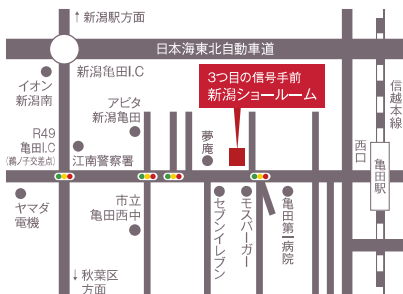 ↑新潟駅方面
日本海東北自動車道
新潟亀田I.C
イオン
新潟南
3つ目の信号手前
新潟ショールーム
信越本線
アピタ
新潟亀田
R49
亀田I.C
(鵜ノ子交差点)
江南警察署
夢庵
西口
亀田駅
ヤマダ
電機
市立
亀田西中
セブンイレブン
モスバーガー
亀田第一病院
↓秋葉区
方面